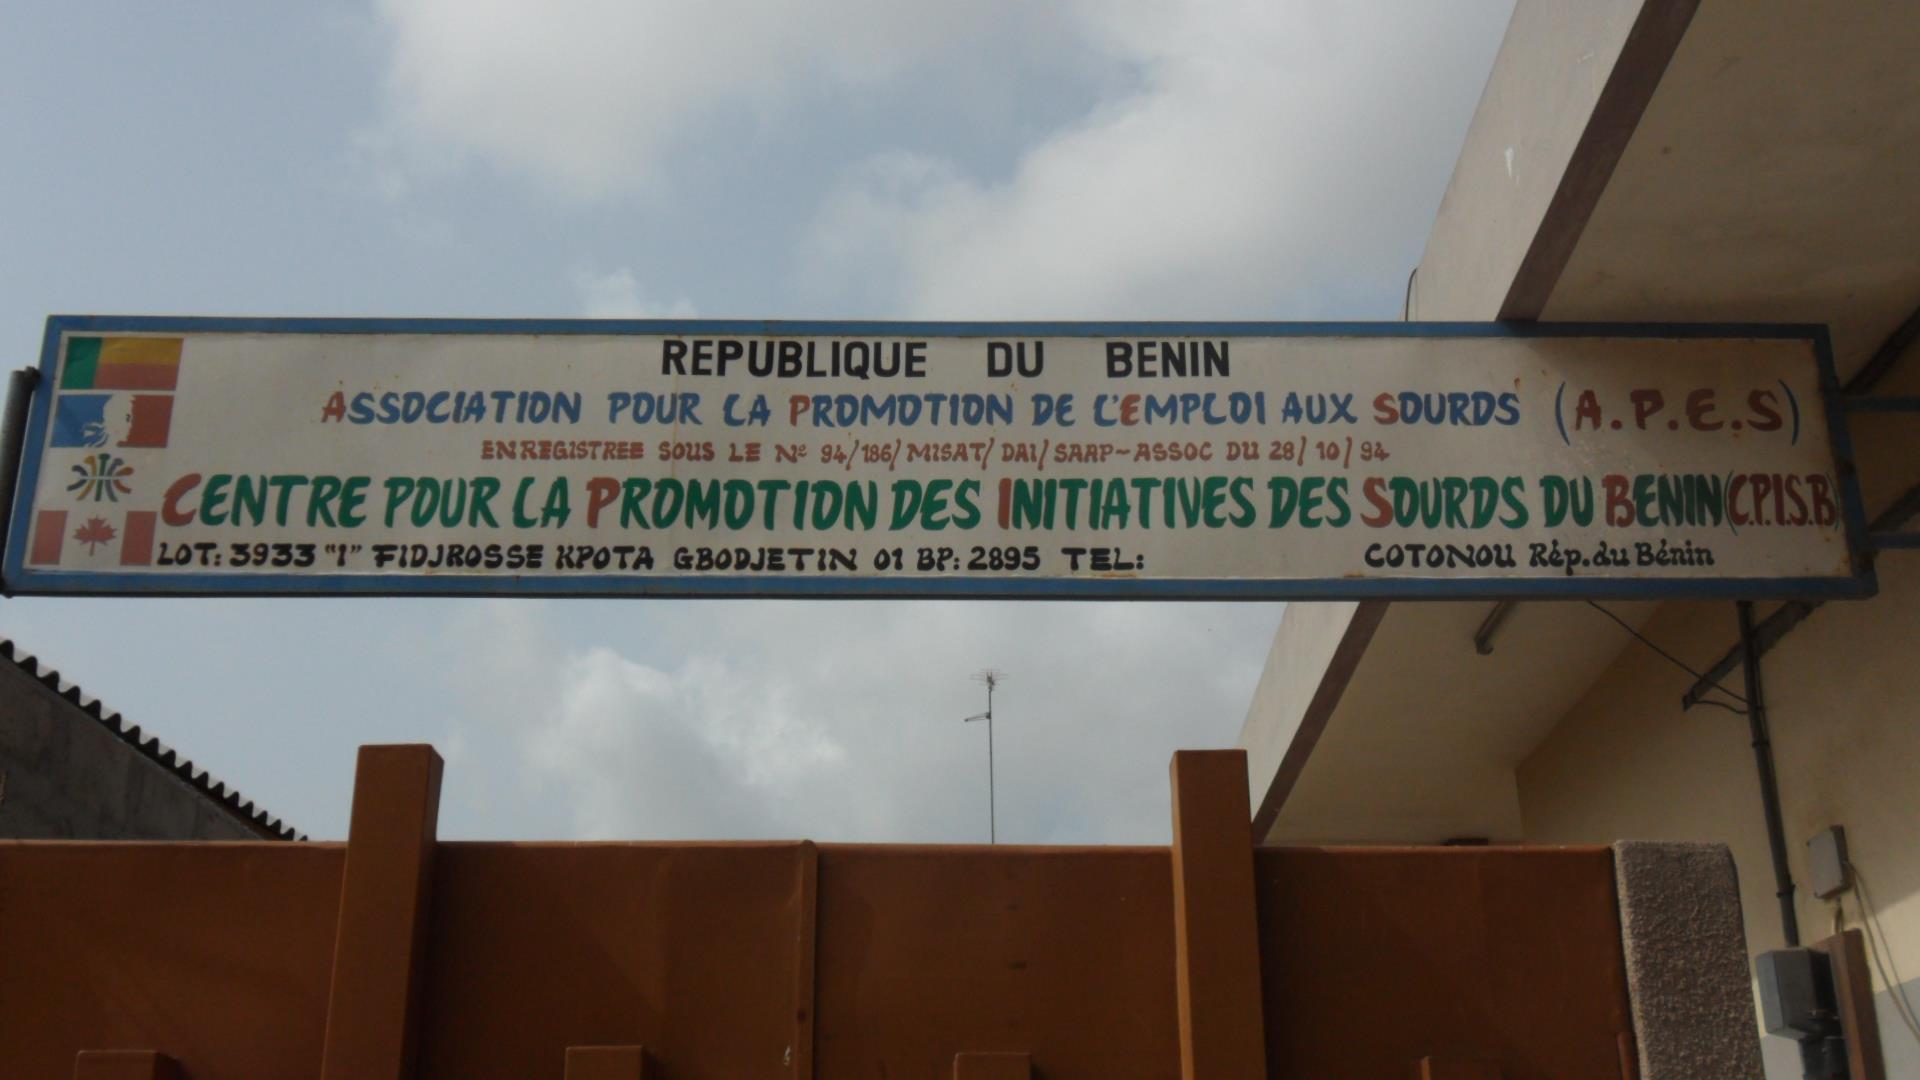 REPUBLIQUE DU BENIN
ASSOCIATION POUR LA PROMOTION DE L'EMPLOI AUX SOURDS (A.P.E.S)
ENREGISTREE SOUS LE Nº 94/186/MISAT/DAI/SAAP-ASSOC DU 28/10/94
CENTRE POUR LA PROMOTION DES INITIATIVES DES SOURDS DU BENIN (C.P.I.S.B)
LOT: 3933 "I" FIDJROSSE KPOTA GBODJETIN 01 BP: 2895 TEL: COTONOU Rép. du Bénin